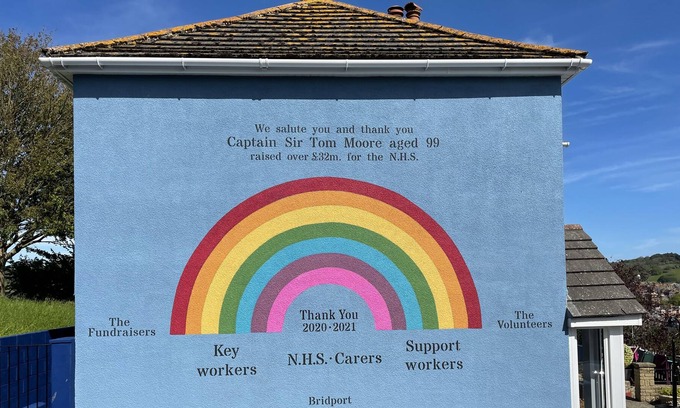 We salute you and thank you
Captain Sir Tom Moore aged 99
raised over £32m. for the N.H.S.
Thank You
2020·2021
The
Fundraisers
The
Volunteers
Key
workers
N.H.S.·Carers
Support
workers
Bridport